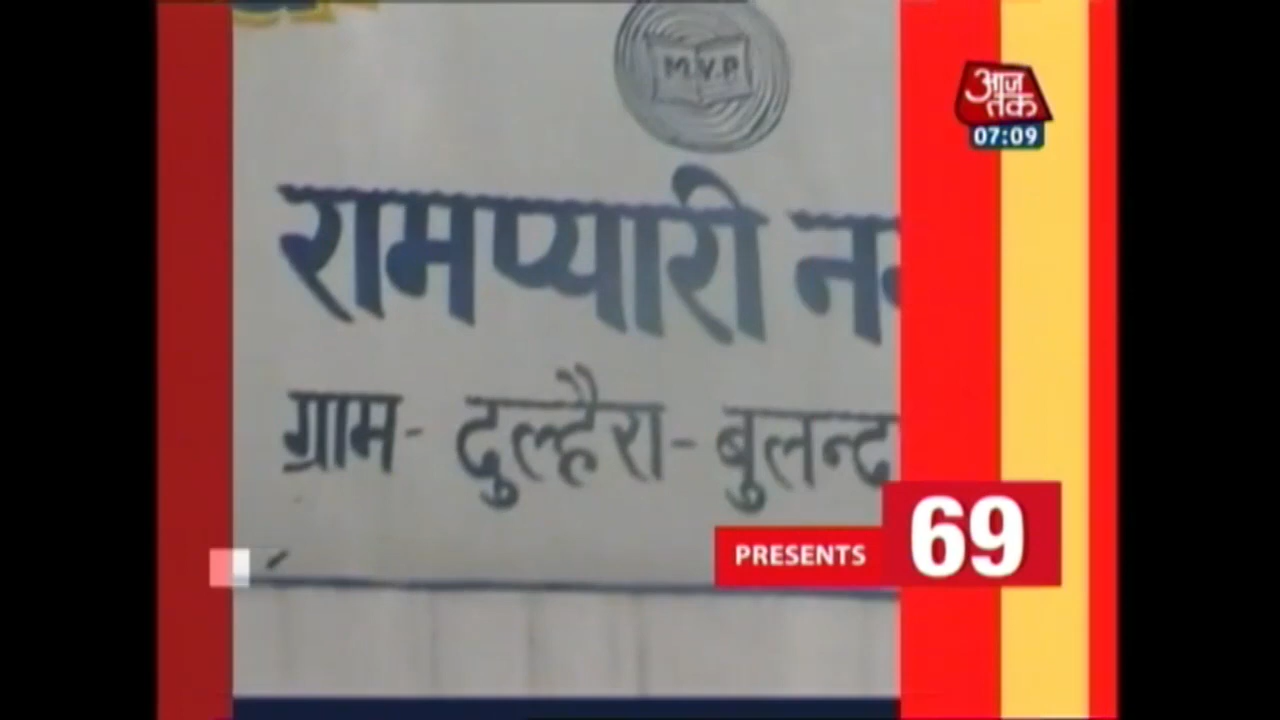 M.V.P
आज
तक
07:09
रामप्यारी
ग्राम- दुल्हैरा- बुलन्द
PRESENTS
69